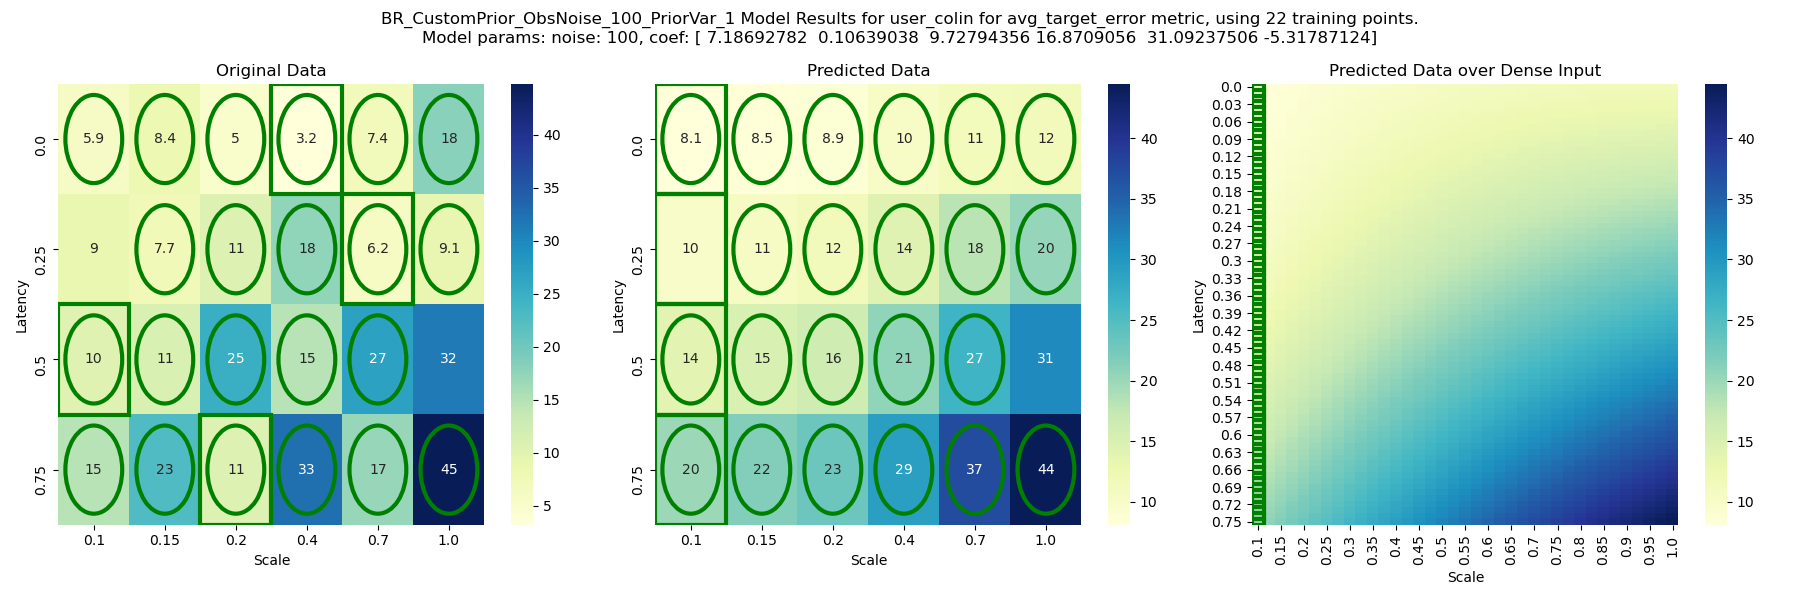 BR_CustomPrior_ObsNoise_100_PriorVar_1 Model Results for user_colin for avg_target_error metric, using 22 training points.
Model params: noise: 100, coef: [ 7.18692782  0.10639038  9.72794356 16.8709056  31.09237506 -5.31787124]
Original Data
Latency
0.0 5.9 8.4 5 3.2 7.4 18
0.25 9 7.7 11 18 6.2 9.1
0.5 10 11 25 15 27 32
0.75 15 23 11 33 17 45
0.1 0.15 0.2 0.4 0.7 1.0
Scale
40
35
30
25
20
15
10
5
Predicted Data
Latency
0.0 8.1 8.5 8.9 10 11 12
0.25 10 11 12 14 18 20
0.5 14 15 16 21 27 31
0.75 20 22 23 29 37 44
0.1 0.15 0.2 0.4 0.7 1.0
Scale
40
35
30
25
20
15
10
Predicted Data over Dense Input
Latency
0.0
0.03
0.06
0.09
0.12
0.15
0.18
0.21
0.24
0.27
0.3
0.33
0.36
0.39
0.42
0.45
0.48
0.51
0.54
0.57
0.6
0.63
0.66
0.69
0.72
0.75
0.1 0.15 0.2 0.25 0.3 0.35 0.4 0.45 0.5 0.55 0.6 0.65 0.7 0.75 0.8 0.85 0.9 0.95 1.0
Scale
40
35
30
25
20
15
10